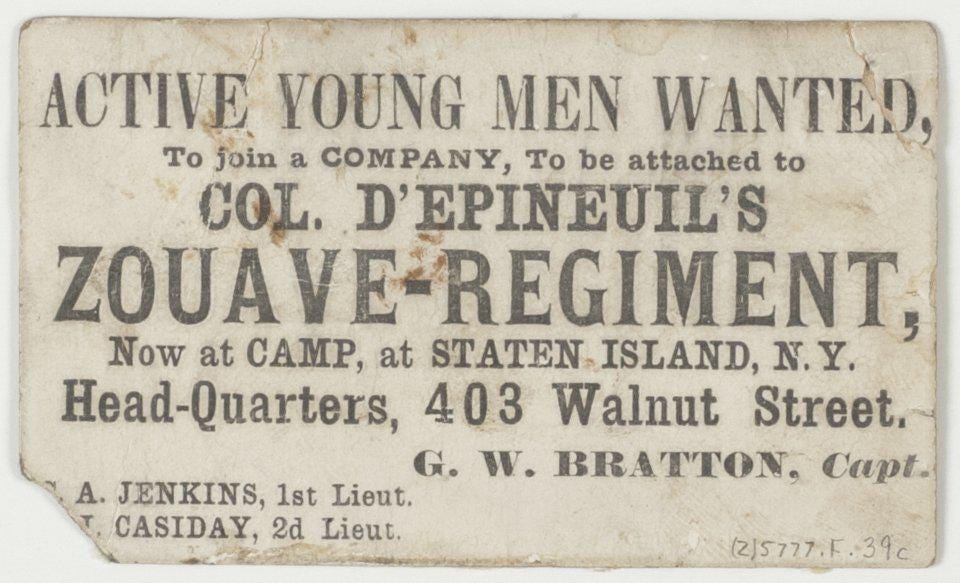 ACTIVE YOUNG MEN WANTED,
To join a COMPANY, To be attached to
COL. D'EPINEUIL'S
ZOUAVE-REGIMENT,
Now at CAMP, at STATEN ISLAND, N. Y.
Head-Quarters, 403 Walnut Street.
G. W. BRATTON, Capt.
A. JENKINS, 1st Lieut.
CASIDAY, 2d Lieut.
(2)5777.F.39c